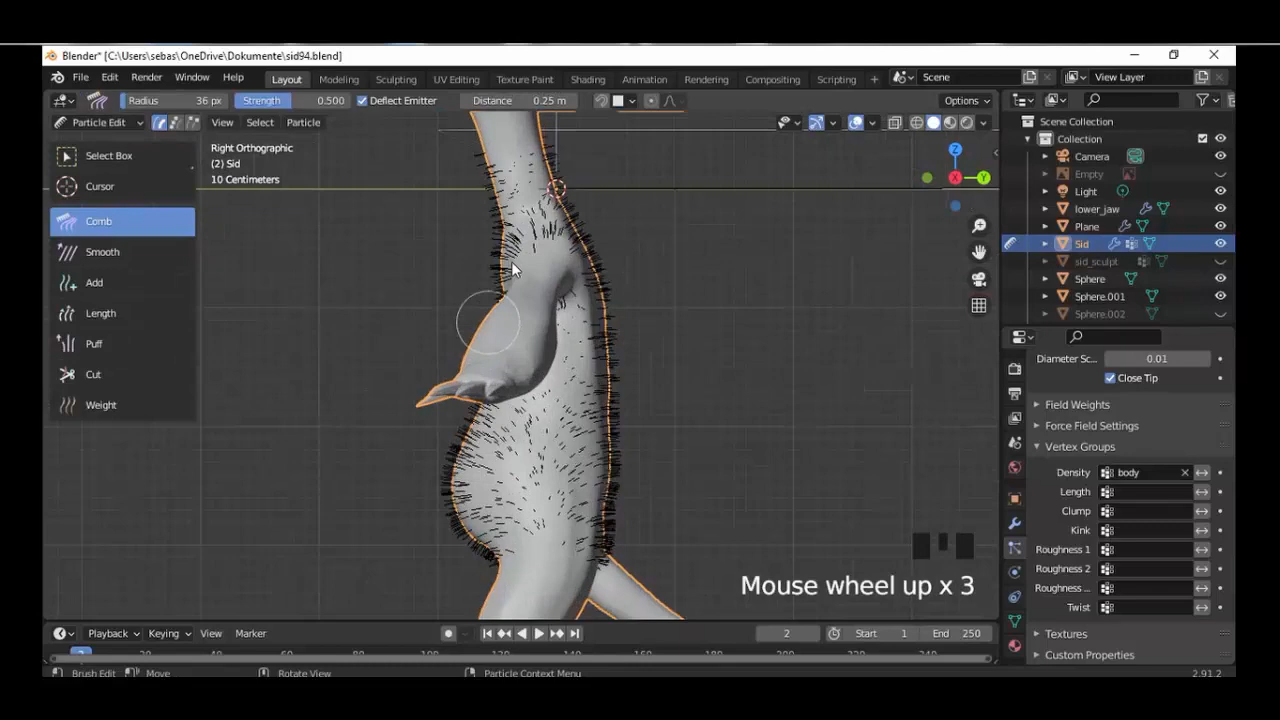 Blender* [C:\Users\sebas\OneDrive\Dokumente\sid94.blend]
File Edit Render Window Help Layout Modeling Sculpting UV Editing Texture Paint Shading Animation Rendering Compositing Scripting + Scene View Layer
Radius 36 px Strength 0.500 Deflect Emitter Distance 0.25 m Options
Particle Edit View Select Particle
Right Orthographic
(2) Sid
10 Centimeters
Select Box
Cursor
Comb
Smooth
Add
Length
Puff
Cut
Weight
Z
X
Y
Mouse wheel up x 3
Scene Collection
Collection
Camera
Empty
Light
lower_jaw
Plane
Sid
sid_sculpt
Sphere
Sphere.001
Sphere.002
Diameter Sc... 0.01
Close Tip
Field Weights
Force Field Settings
Vertex Groups
Density body
Length
Clump
Kink
Roughness 1
Roughness 2
Roughness ...
Twist
Textures
Custom Properties
Playback Keying View Marker 2 Start 1 End 250
Brush Edit Move Rotate View Particle Context Menu 2.91.2